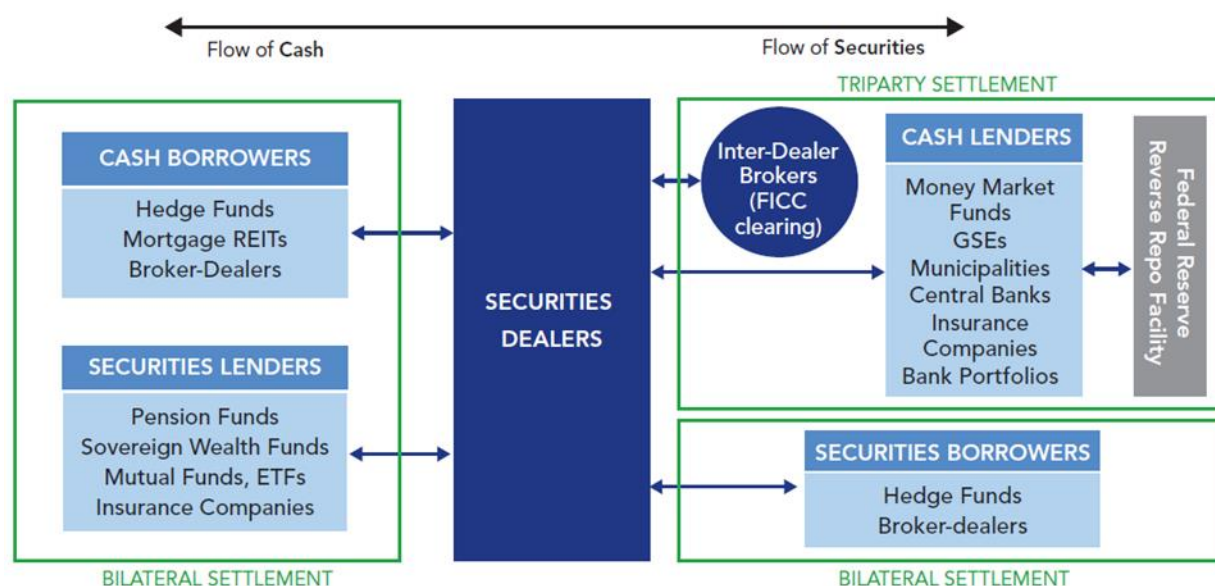 Flow of Cash
Flow of Securities
TRIPARTY SETTLEMENT
CASH BORROWERS
Hedge Funds
Mortgage REITs
Broker-Dealers
SECURITIES LENDERS
Pension Funds
Sovereign Wealth Funds
Mutual Funds, ETFs
Insurance Companies
BILATERAL SETTLEMENT
SECURITIES
DEALERS
Inter-Dealer
Brokers
(FICC
clearing)
CASH LENDERS
Money Market
Funds
GSEs
Municipalities
Central Banks
Insurance
Companies
Bank Portfolios
Federal Reserve
Reverse Repo Facility
SECURITIES BORROWERS
Hedge Funds
Broker-dealers
BILATERAL SETTLEMENT